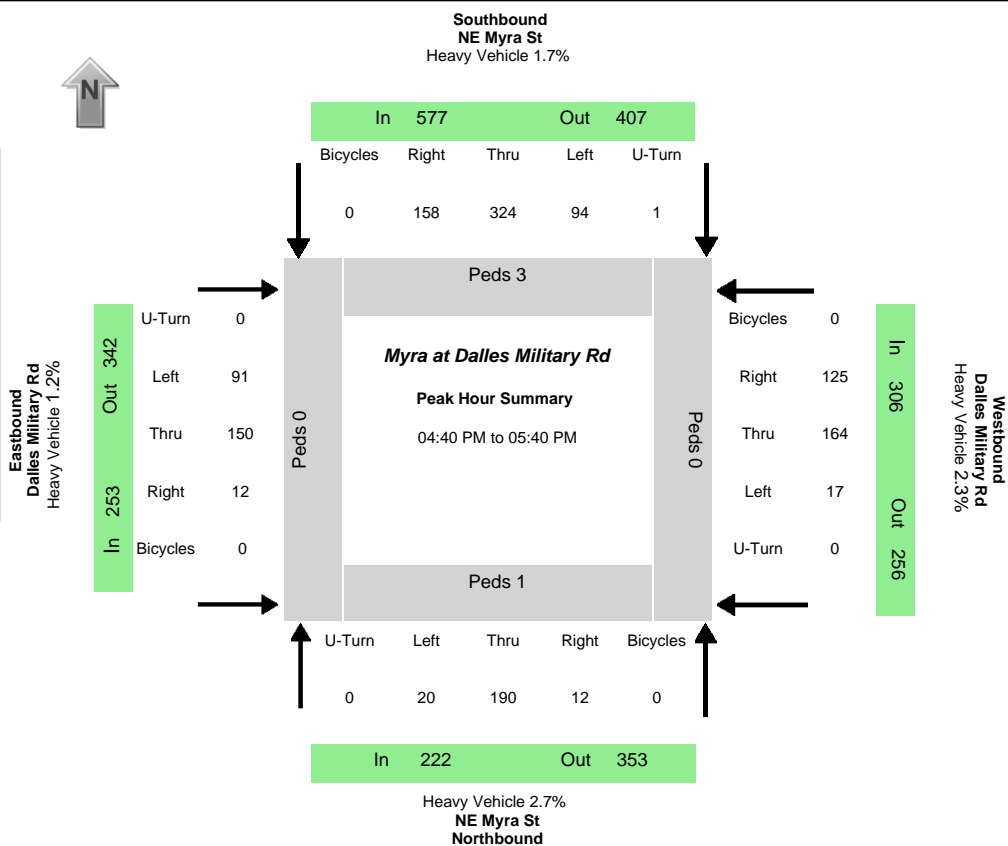 Southbound
NE Myra St
Heavy Vehicle 1.7%
N
In 577 Out 407
Bicycles Right Thru Left U-Turn
0 158 324 94 1
Peds 3
U-Turn 0
Left 91
Thru 150
Right 12
Bicycles 0
Eastbound
Dalles Military Rd
Heavy Vehicle 1.2%
In 253 Out 342
Peds 0
Myra at Dalles Military Rd
Peak Hour Summary
04:40 PM to 05:40 PM
Peds 0
Bicycles 0
Right 125
Thru 164
Left 17
U-Turn 0
In 306 Out 256
Westbound
Dalles Military Rd
Heavy Vehicle 2.3%
Peds 1
U-Turn Left Thru Right Bicycles
0 20 190 12 0
In 222 Out 353
Heavy Vehicle 2.7%
NE Myra St
Northbound